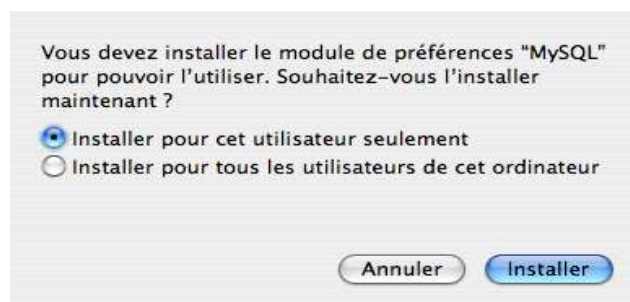 Vous devez installer le module de préférences “MySQL”
pour pouvoir l’utiliser. Souhaitez-vous l’installer
maintenant ?
Installer pour cet utilisateur seulement
Installer pour tous les utilisateurs de cet ordinateur
Annuler
Installer